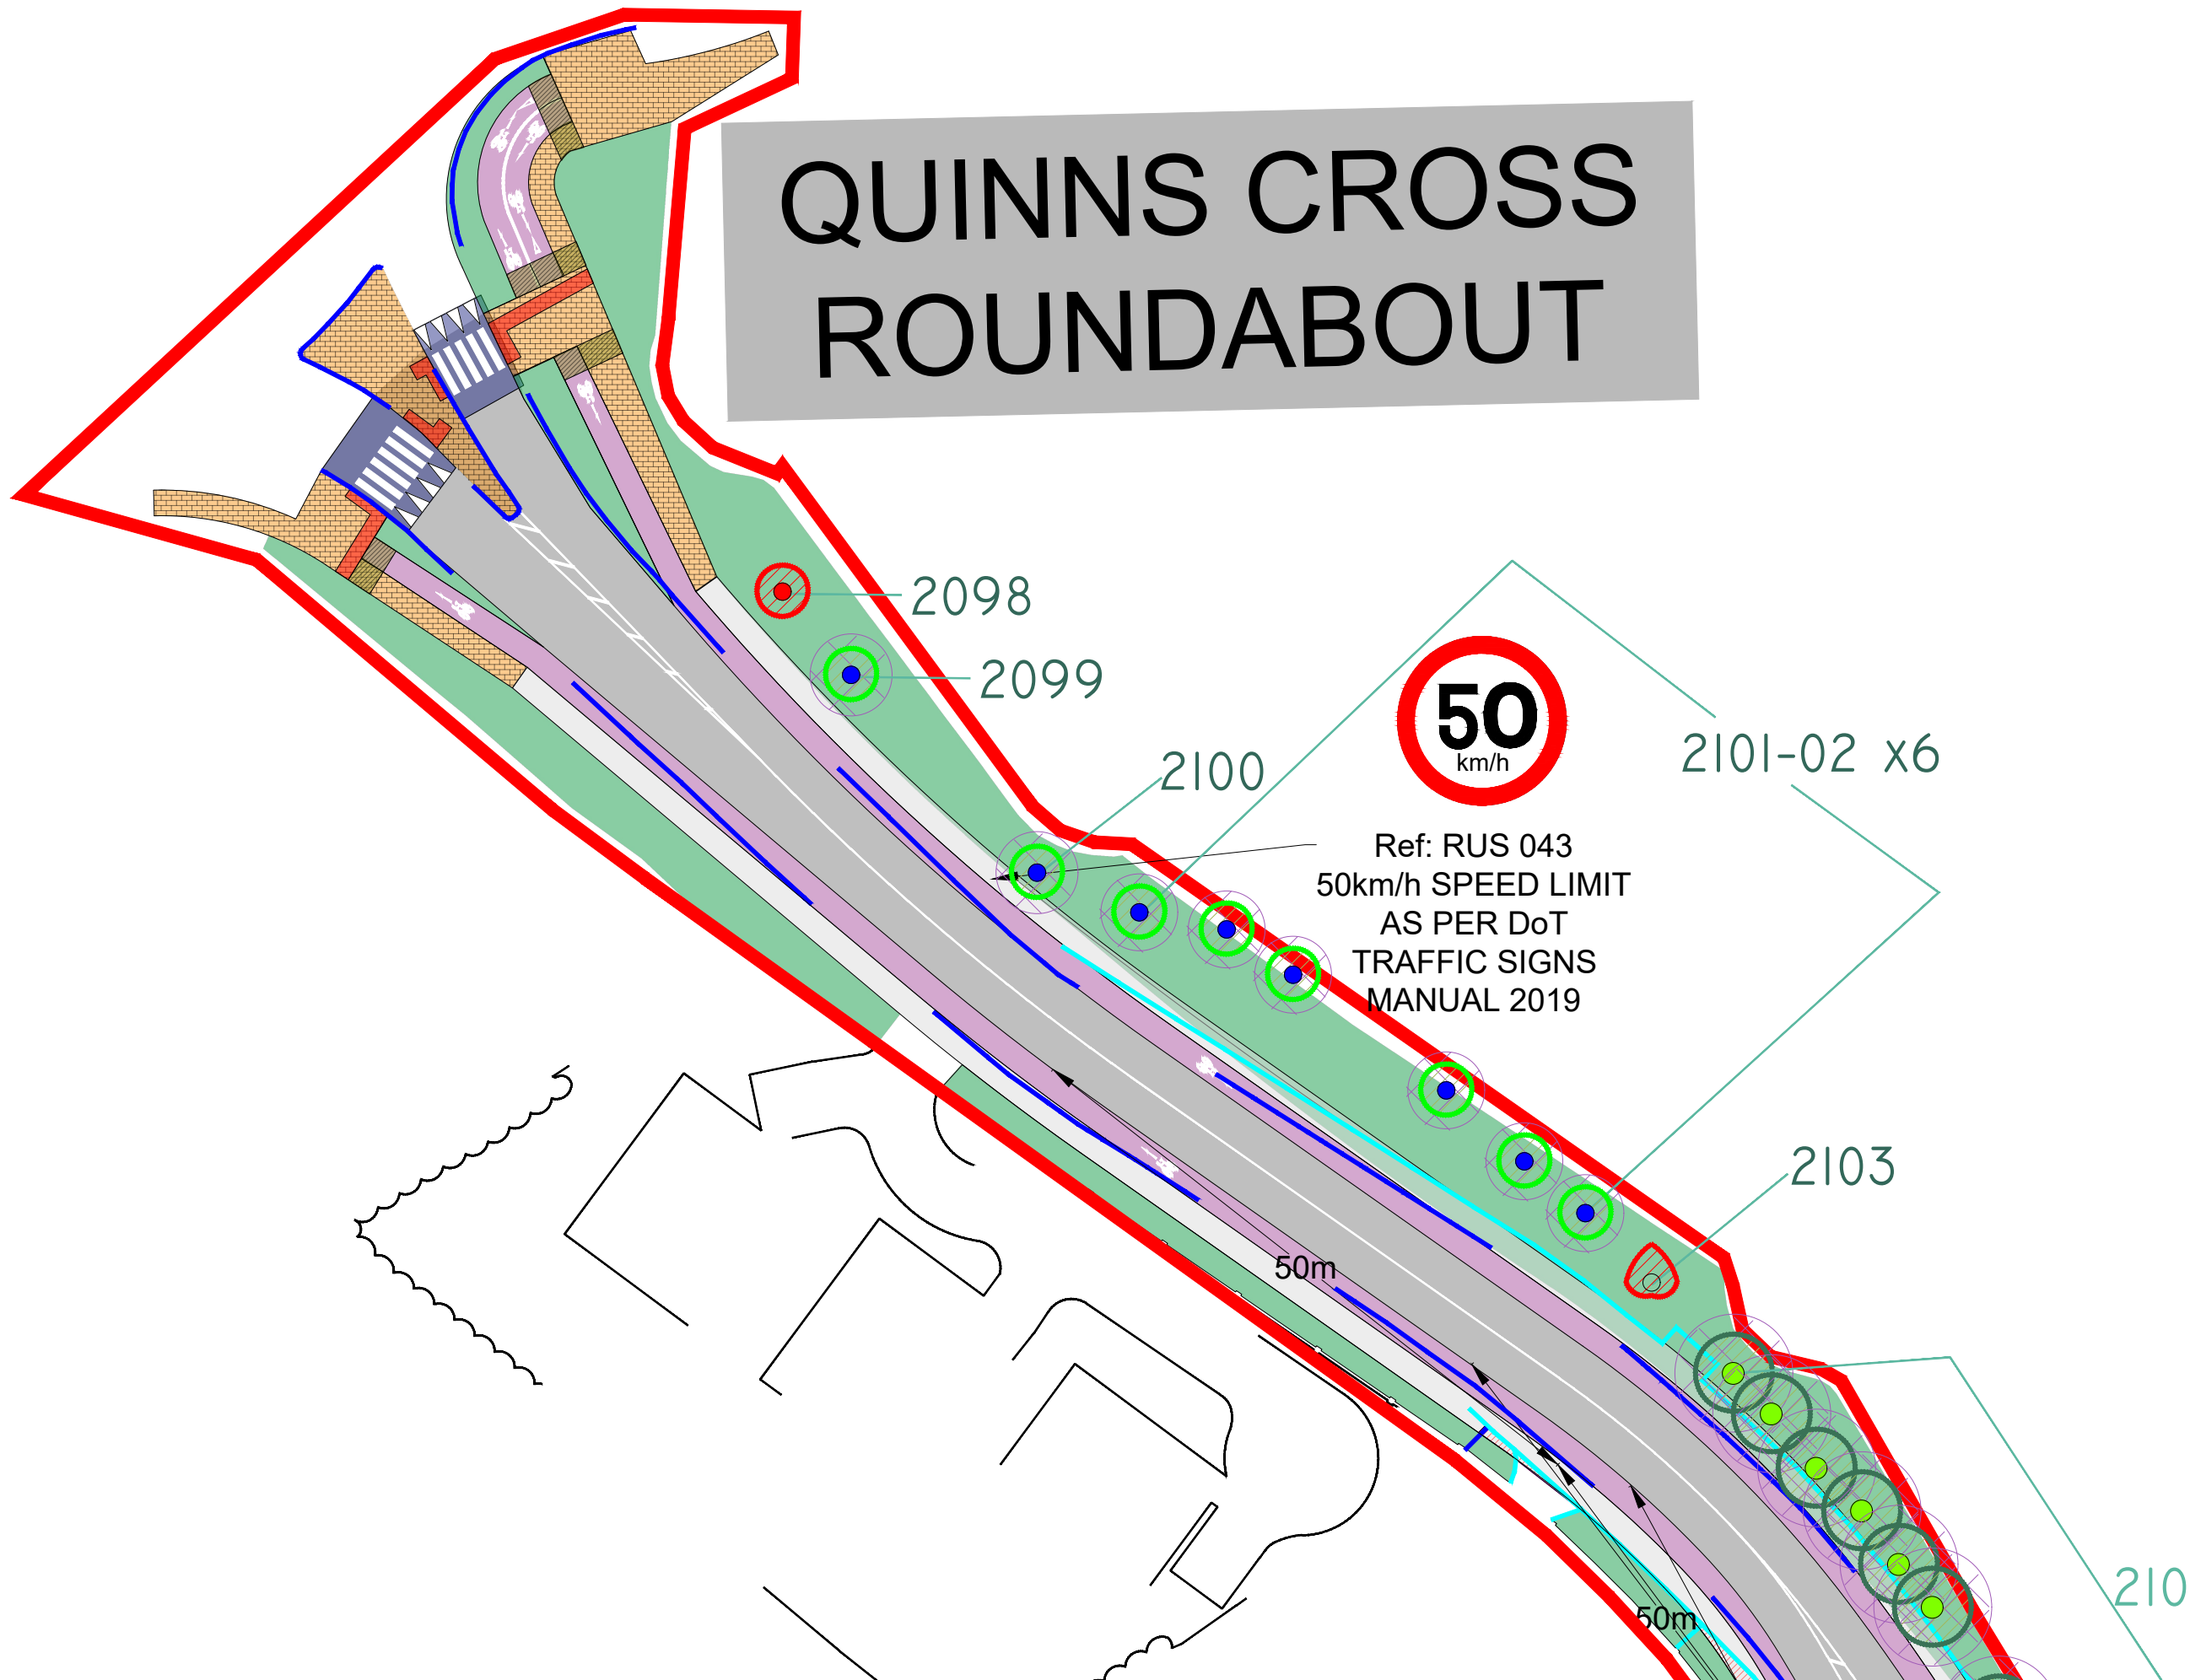 QUINNS CROSS
ROUNDABOUT
2098
2099
2100
50
km/h
2101-02 X6
Ref: RUS 043
50km/h SPEED LIMIT
AS PER DoT
TRAFFIC SIGNS
MANUAL 2019
2103
50m
210
50m